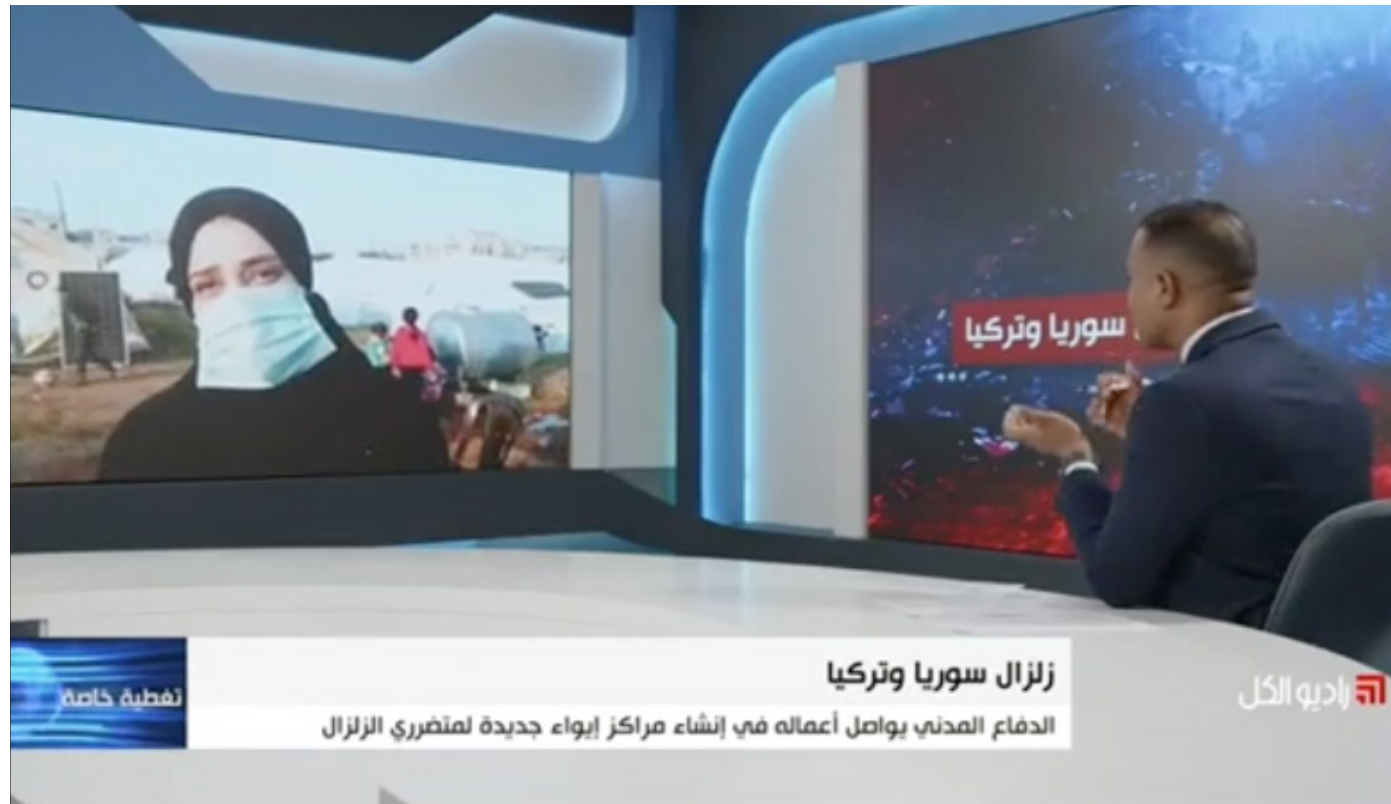 سوريا وتركيا
زلزال سوريا وتركيا
الدفاع المدني يواصل أعماله في إنشاء مراكز إيواء جديدة لمتضرري الزلزال
تغطية خاصة
راديو الكل